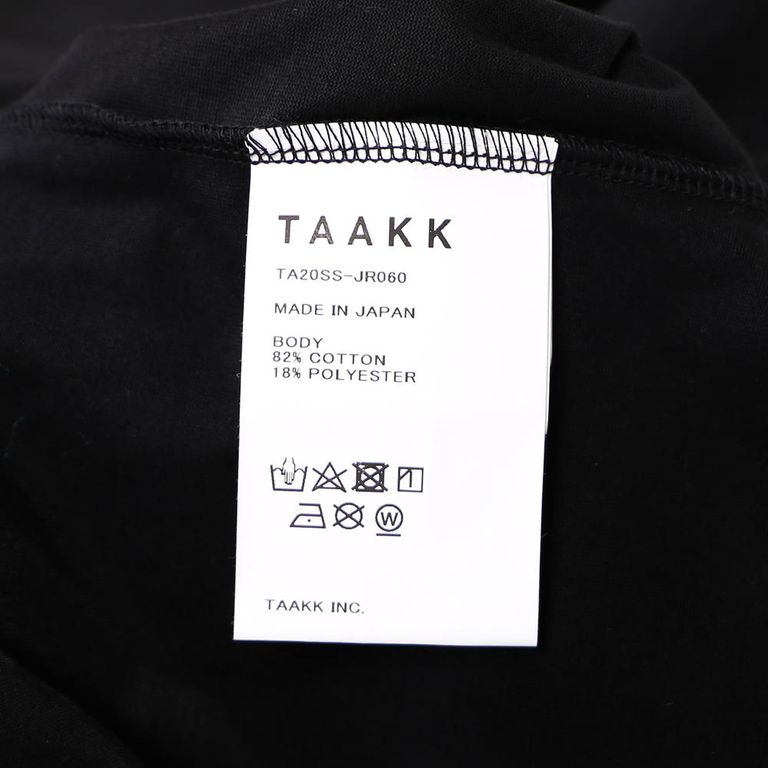 TAAKK
TA20SS-JR060
MADE IN JAPAN
BODY
82% COTTON
18% POLYESTER
W
TAAKK INC.